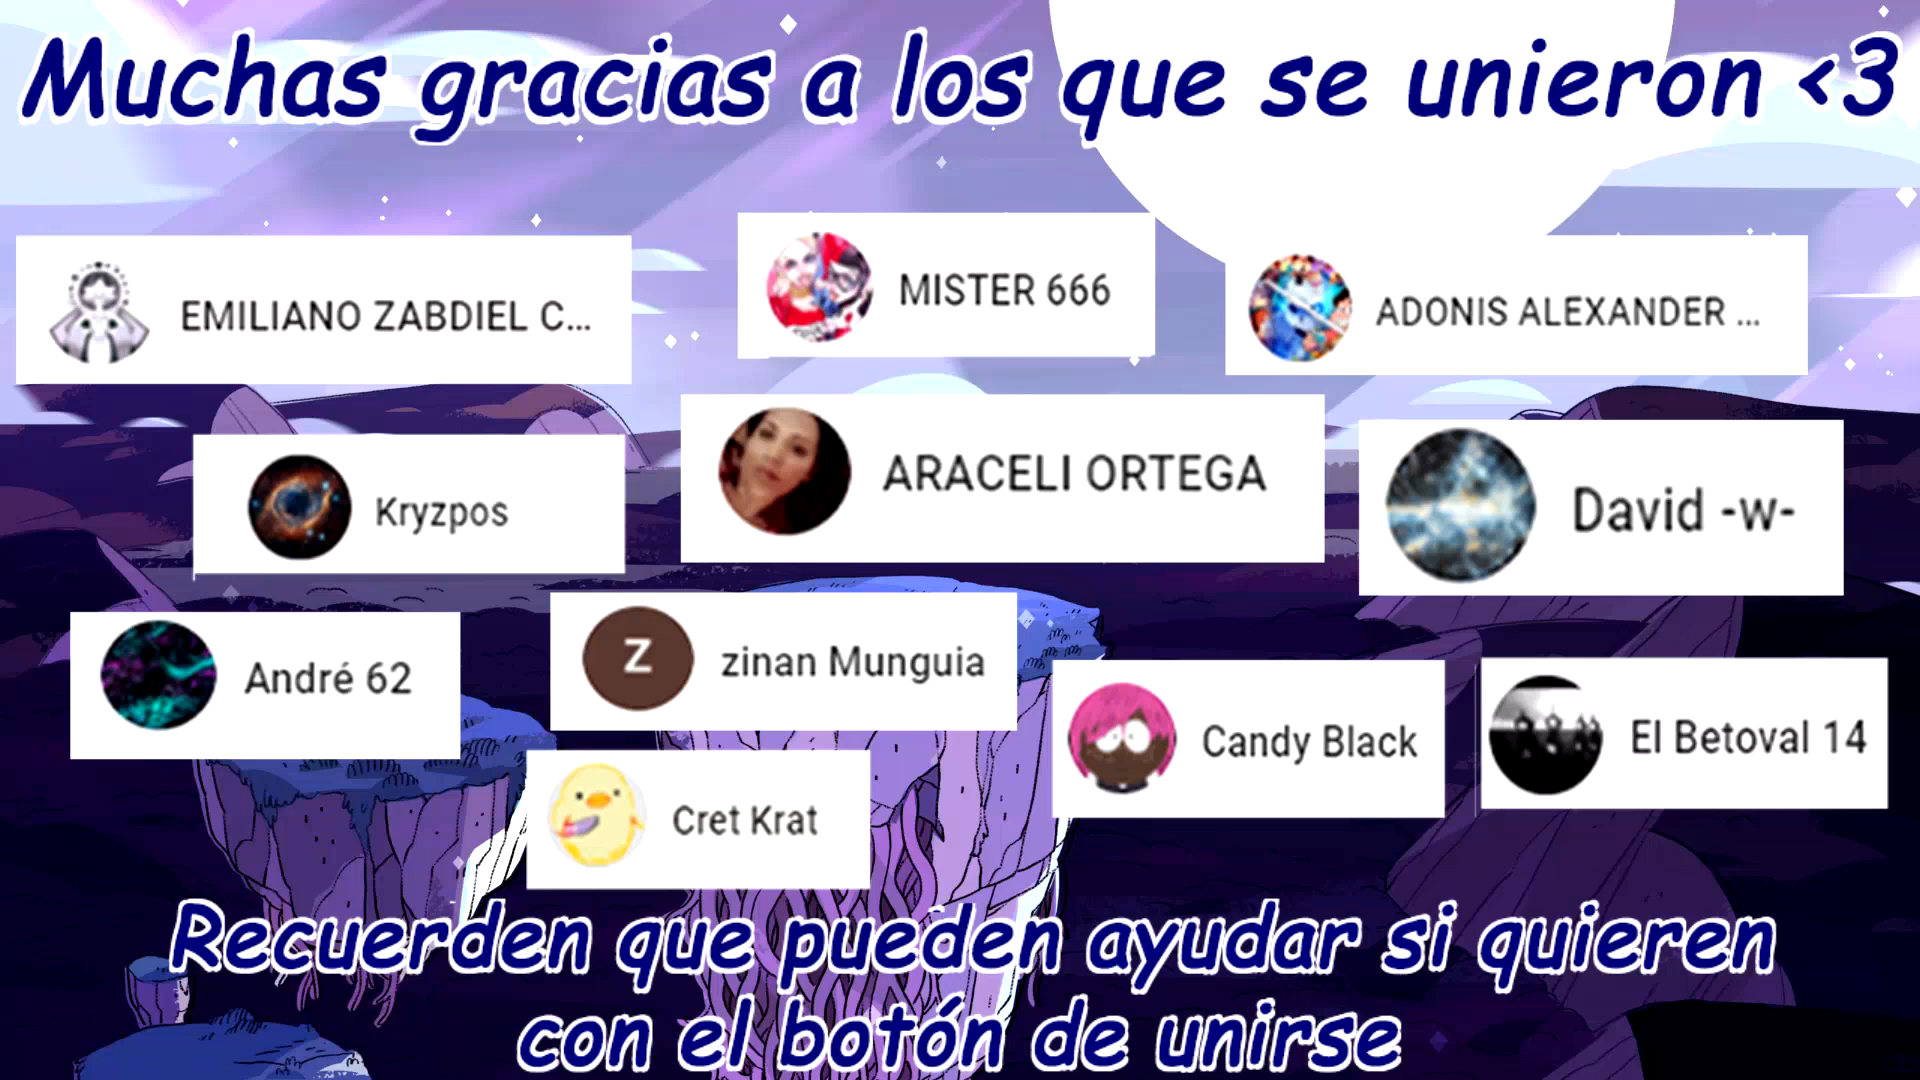 Muchas gracias a los que se unieron <3
EMILIANO ZABDIEL C...
MISTER 666
ADONIS ALEXANDER ...
Kryzpos
ARACELI ORTEGA
David -w-
André 62
Z
zinan Munguia
Candy Black
El Betoval 14
Cret Krat
Recuerden que pueden ayudar si quieren
con el botón de unirse